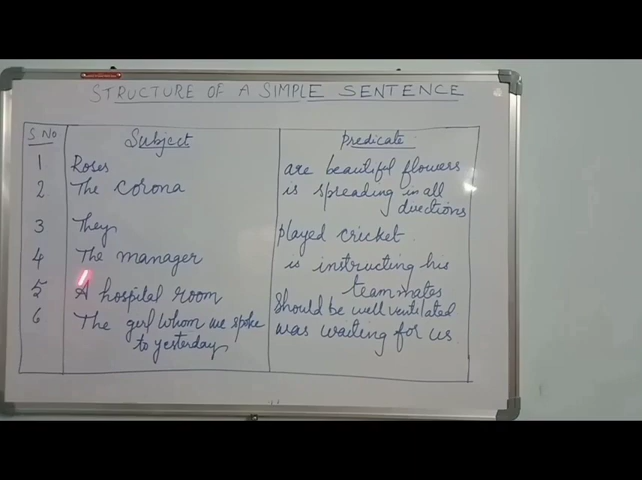 STRUCTURE OF A SIMPLE SENTENCE
S No Subject Predicate
1 Roses are beautiful flowers
2 The corona is spreading in all
directions
3 They played cricket.
4 The manager is instructing his
teammates
5 A hospital room Should be well ventilated
6 The girl whom we spoke was waiting for us.
to yesterday